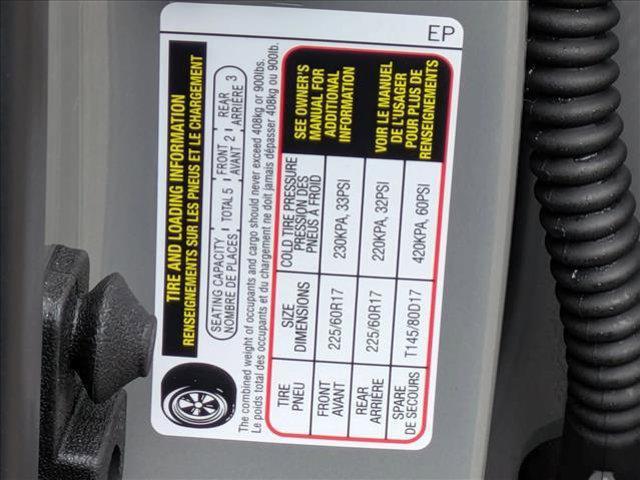 EP
TIRE AND LOADING INFORMATION
RENSEIGNEMENTS SUR LES PNEUS ET LE CHARGEMENT
SEATING CAPACITY
NOMBRE DE PLACES
TOTAL 5
FRONT
AVANT 2
REAR
ARRIÈRE 3
The combined weight of occupants and cargo should never exceed 408kg or 900lbs.
Le poids total des occupants et du chargement ne doit jamais dépasser 408kg ou 900lb.
TIRE
PNEU
SIZE
DIMENSIONS
COLD TIRE PRESSURE
PRESSION DES
PNEUS À FROID
SEE OWNER'S
MANUAL FOR
ADDITIONAL
INFORMATION
FRONT
AVANT
225/60R17
230KPA, 33PSI
REAR
ARRIÈRE
225/60R17
220KPA, 32PSI
VOIR LE MANUEL
DE L'USAGER
POUR PLUS DE
RENSEIGNEMENTS
SPARE
DE SECOURS
T145/80D17
420KPA, 60PSI